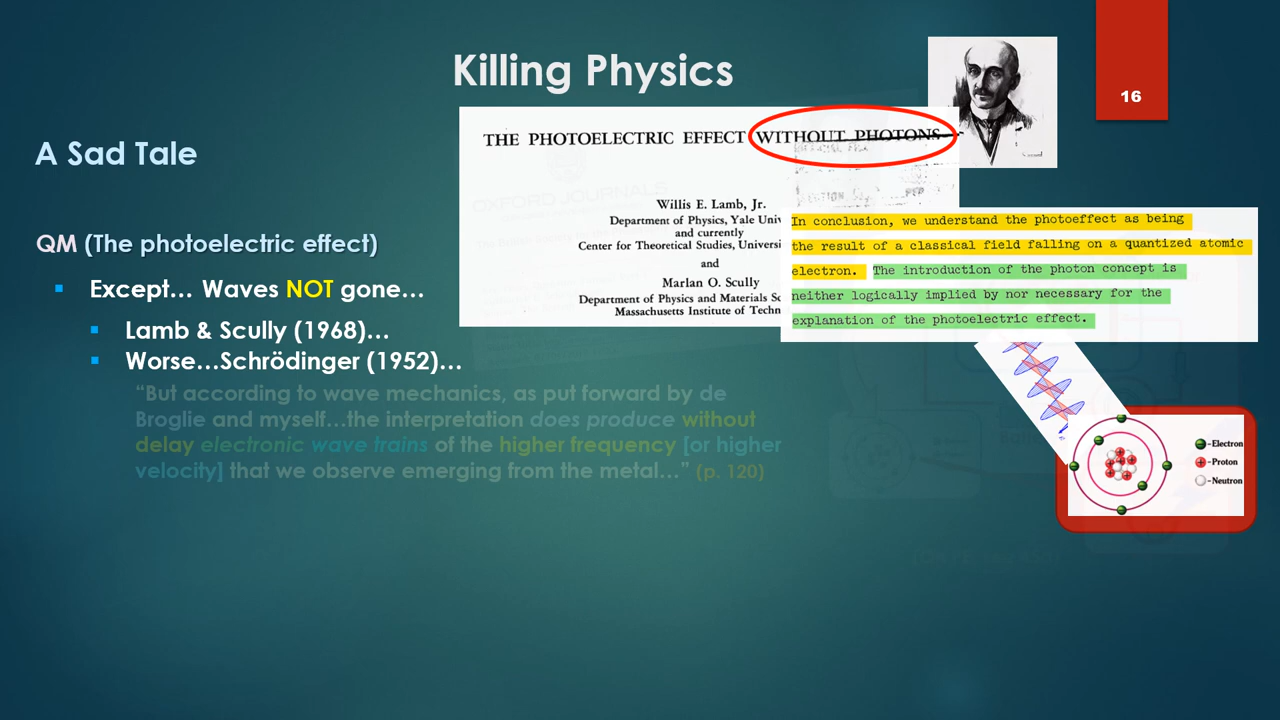 Killing Physics
16
A Sad Tale
QM (The photoelectric effect)
Except… Waves NOT gone…
Lamb & Scully (1968)…
Worse…Schrödinger (1952)…
“But according to wave mechanics, as put forward by de
Broglie and myself…the interpretation does produce without
delay electronic wave trains of the higher frequency [or higher
velocity] that we observe emerging from the metal…” (p. 120)
THE PHOTOELECTRIC EFFECT WITHOUT PHOTONS
Willis E. Lamb, Jr.
Department of Physics, Yale Univ
and currently
Center for Theoretical Studies, Universi
and
Marlan O. Scully
Department of Physics and Materials Sc
Massachusetts Institute of Techn
OXFORD JOURNALS
In conclusion, we understand the photoeffect as being
the result of a classical field falling on a quantized atomic
electron. The introduction of the photon concept is
neither logically implied by nor necessary for the
explanation of the photoelectric effect.
-Electron
-Proton
-Neutron